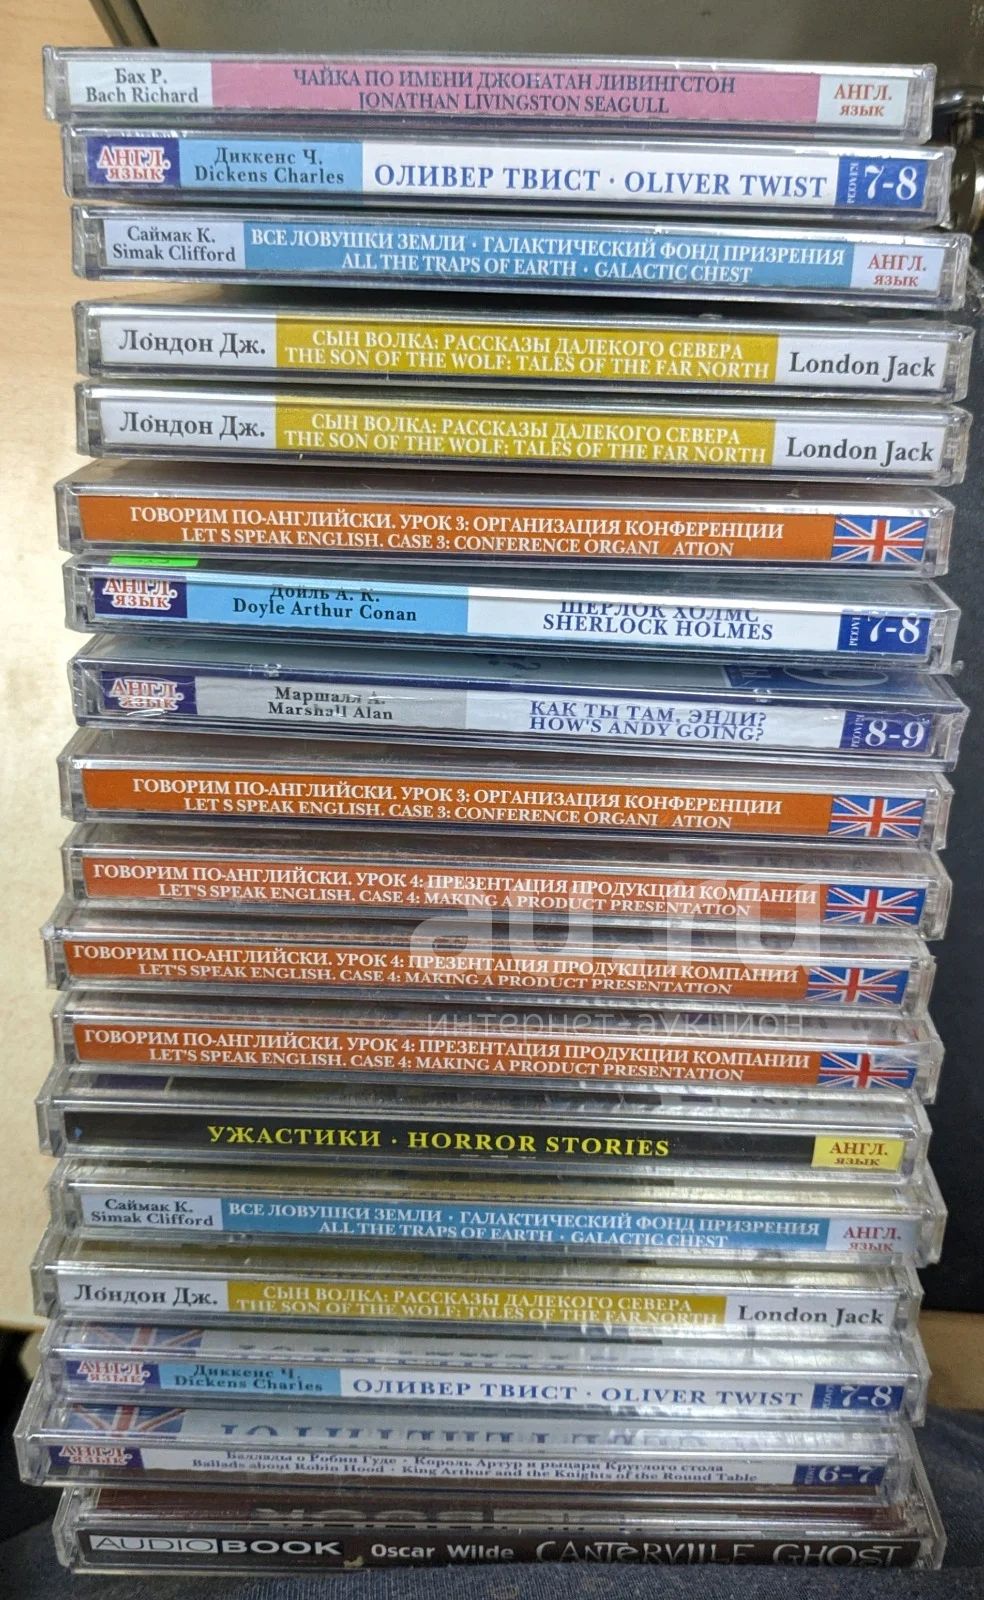 Бах Р.
Bach Richard
ЧАЙКА ПО ИМЕНИ ДЖОНАТАН ЛИВИНГСТОН
JONATHAN LIVINGSTON SEAGULL
АНГЛ.
ЯЗЫК
АНГЛ.
ЯЗЫК
Диккенс Ч.
Dickens Charles
ОЛИВЕР ТВИСТ · OLIVER TWIST
7-8
Саймак К.
Simak Clifford
ВСЕ ЛОВУШКИ ЗЕМЛИ · ГАЛАКТИЧЕСКИЙ ФОНД ПРИЗРЕНИЯ
ALL THE TRAPS OF EARTH · GALACTIC CHEST
АНГЛ.
ЯЗЫК
Ло́ндон Дж.
СЫН ВОЛКА: РАССКАЗЫ ДАЛЕКОГО СЕВЕРА
THE SON OF THE WOLF: TALES OF THE FAR NORTH
London Jack
Ло́ндон Дж.
СЫН ВОЛКА: РАССКАЗЫ ДАЛЕКОГО СЕВЕРА
THE SON OF THE WOLF: TALES OF THE FAR NORTH
London Jack
ГОВОРИМ ПО-АНГЛИЙСКИ. УРОК 3: ОРГАНИЗАЦИЯ КОНФЕРЕНЦИИ
LET S SPEAK ENGLISH. CASE 3: CONFERENCE ORGANI ATION
АНГЛ.
ЯЗЫК
Дойль А. К.
Doyle Arthur Conan
ШЕРЛОК ХОЛМС
SHERLOCK HOLMES
7-8
АНГЛ.
ЯЗЫК
Маршалл А.
Marshall Alan
КАК ТЫ ТАМ, ЭНДИ?
HOW'S ANDY GOING?
8-9
ГОВОРИМ ПО-АНГЛИЙСКИ. УРОК 3: ОРГАНИЗАЦИЯ КОНФЕРЕНЦИИ
LET S SPEAK ENGLISH. CASE 3: CONFERENCE ORGANI ATION
ГОВОРИМ ПО-АНГЛИЙСКИ. УРОК 4: ПРЕЗЕНТАЦИЯ ПРОДУКЦИИ КОМПАНИИ
LET'S SPEAK ENGLISH. CASE 4: MAKING A PRODUCT PRESENTATION
au.ru
ГОВОРИМ ПО-АНГЛИЙСКИ. УРОК 4: ПРЕЗЕНТАЦИЯ ПРОДУКЦИИ КОМПАНИИ
LET'S SPEAK ENGLISH. CASE 4: MAKING A PRODUCT PRESENTATION
интернет-аукцион
ГОВОРИМ ПО-АНГЛИЙСКИ. УРОК 4: ПРЕЗЕНТАЦИЯ ПРОДУКЦИИ КОМПАНИИ
LET'S SPEAK ENGLISH. CASE 4: MAKING A PRODUCT PRESENTATION
УЖАСТИКИ · HORROR STORIES
АНГЛ.
ЯЗЫК
Саймак К.
Simak Clifford
ВСЕ ЛОВУШКИ ЗЕМЛИ · ГАЛАКТИЧЕСКИЙ ФОНД ПРИЗРЕНИЯ
ALL THE TRAPS OF EARTH · GALACTIC CHEST
АНГЛ.
ЯЗЫК
Ло́ндон Дж.
СЫН ВОЛКА: РАССКАЗЫ ДАЛЕКОГО СЕВЕРА
THE SON OF THE WOLF: TALES OF THE FAR NORTH
London Jack
АНГЛ.
ЯЗЫК
Диккенс Ч.
Dickens Charles
ОЛИВЕР ТВИСТ · OLIVER TWIST
7-8
АНГЛ.
ЯЗЫК
Баллады о Робин Гуде · Король Артур и рыцари Круглого стола
Ballads about Robin Hood · King Arthur and the Knights of the Round Table
6-7
AUDIOBOOK Oscar Wilde CANTERVILLE GHOST